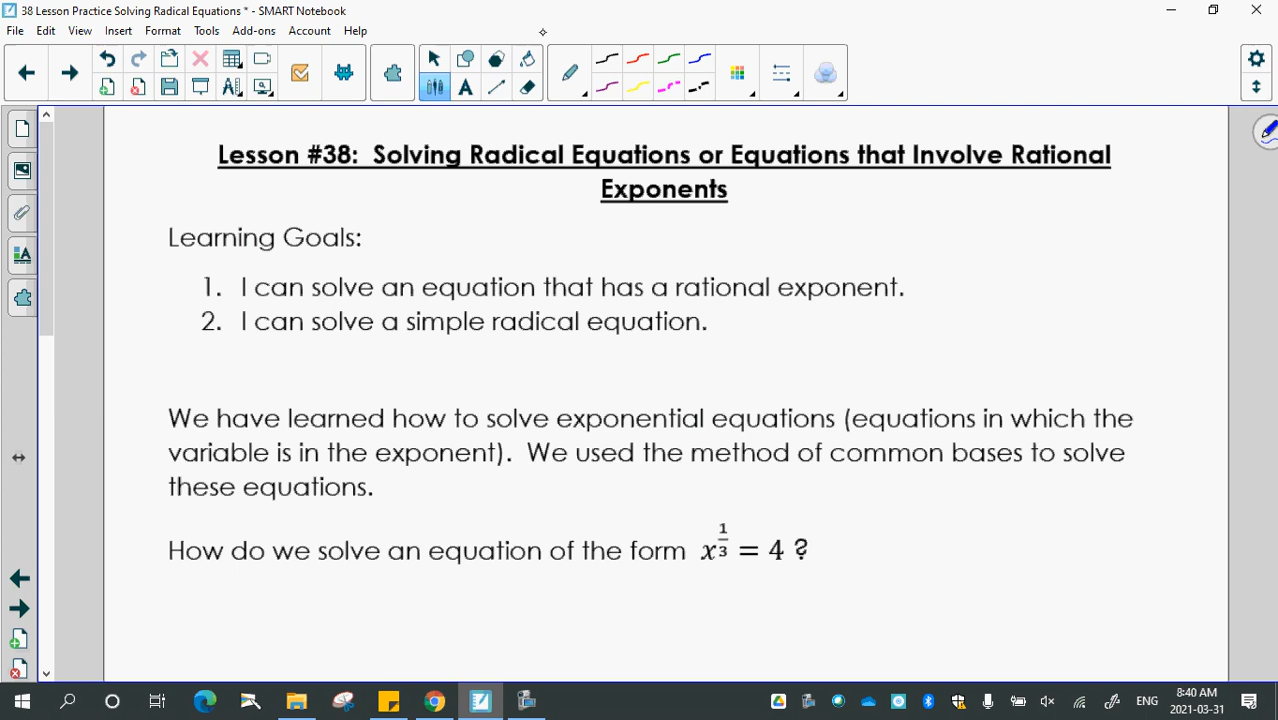 38 Lesson Practice Solving Radical Equations * - SMART Notebook
File Edit View Insert Format Tools Add-ons Account Help
Lesson #38: Solving Radical Equations or Equations that Involve Rational
Exponents
Learning Goals:
1. I can solve an equation that has a rational exponent.
2. I can solve a simple radical equation.
We have learned how to solve exponential equations (equations in which the
variable is in the exponent). We used the method of common bases to solve
these equations.
How do we solve an equation of the form x^(1/3) = 4 ?
ENG
8:40 AM
2021-03-31